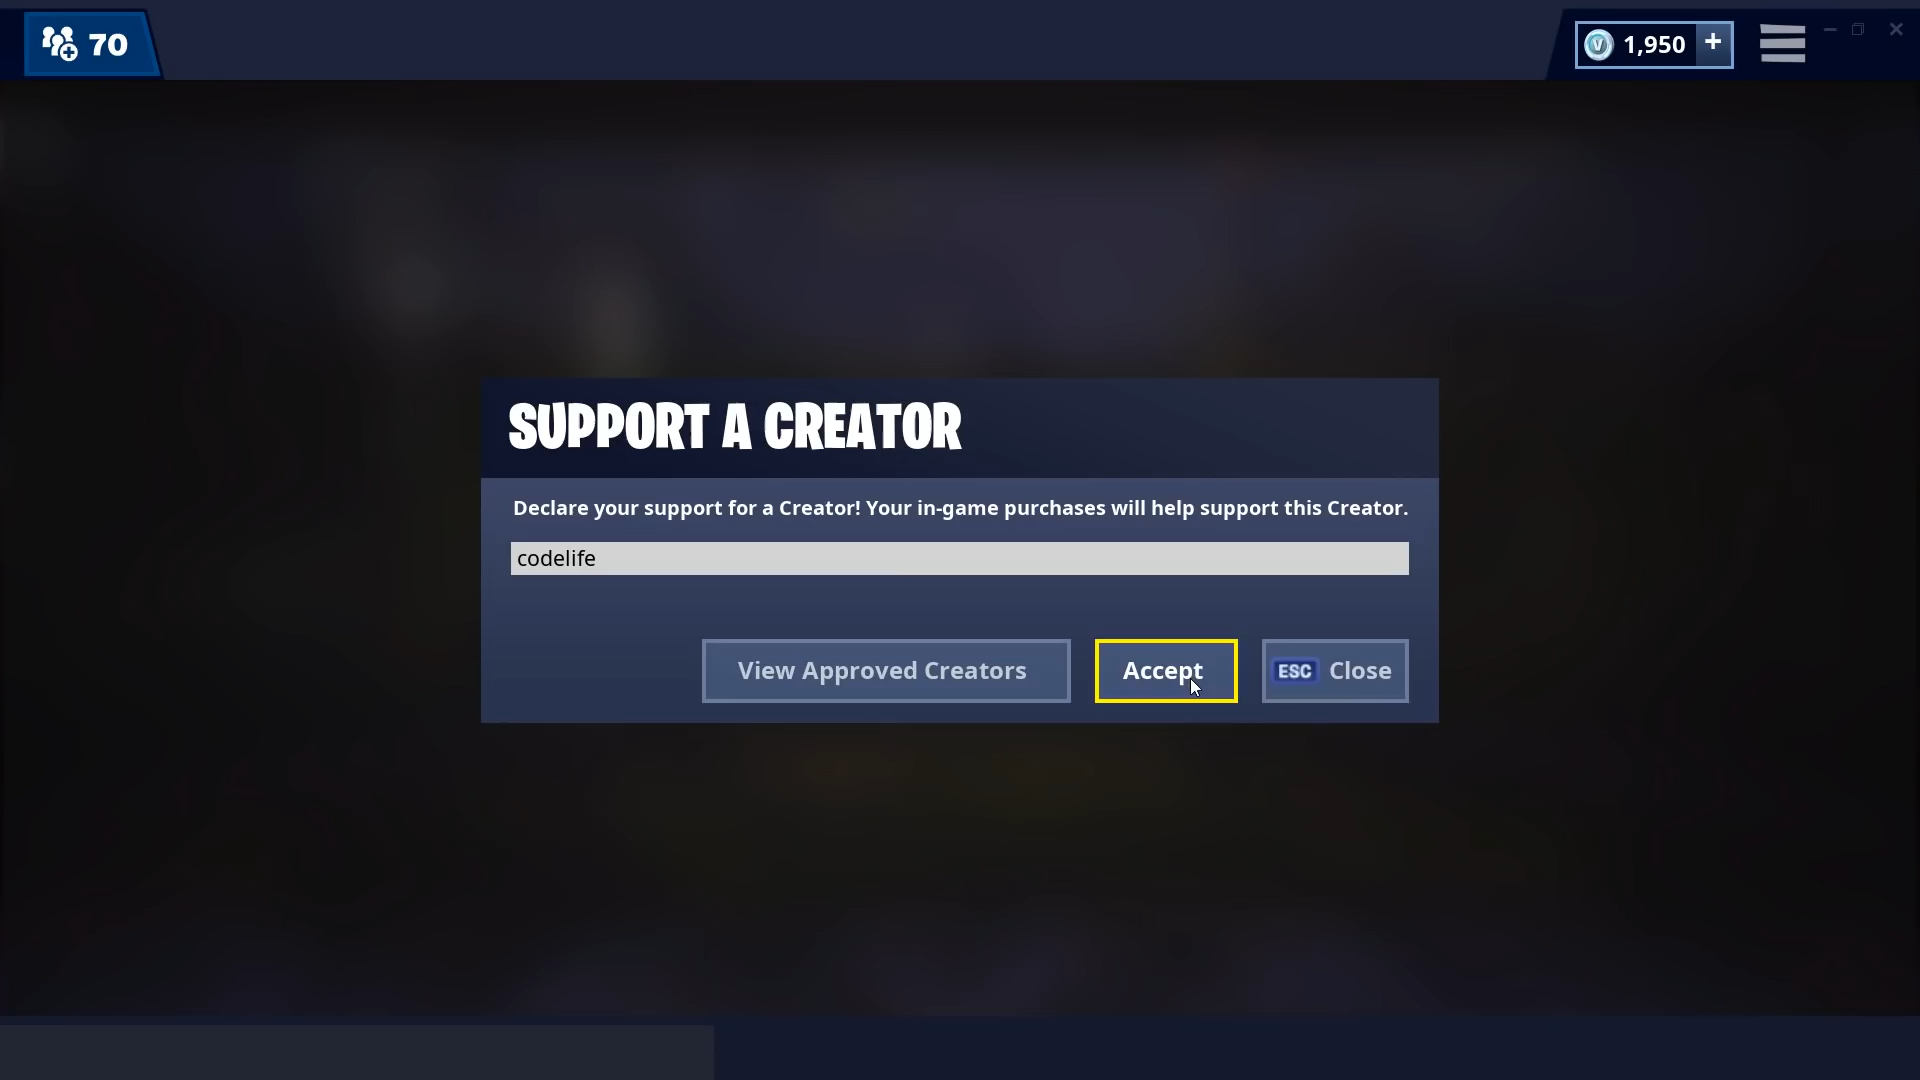 70
V 1,950 +
SUPPORT A CREATOR
Declare your support for a Creator! Your in-game purchases will help support this Creator.
codelife
View Approved Creators
Accept
ESC Close